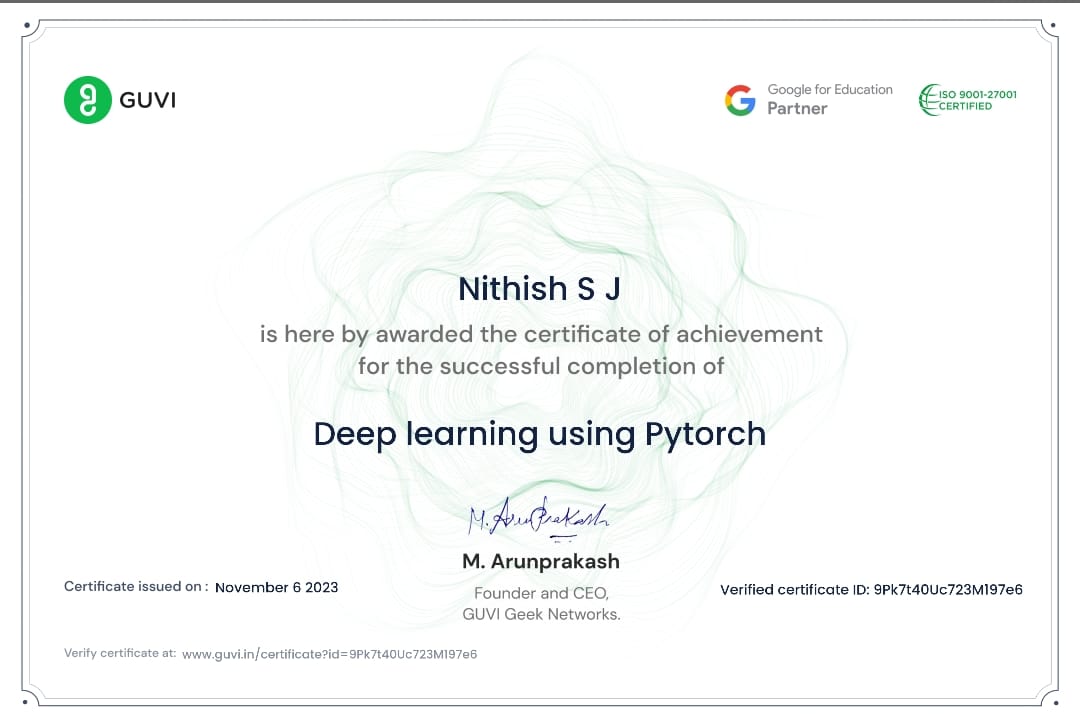 GUVI
Google for Education
Partner
ISO 9001-27001
CERTIFIED
Nithish S J
is here by awarded the certificate of achievement
for the successful completion of
Deep learning using Pytorch
M. Arunprakash
M. Arunprakash
Founder and CEO,
GUVI Geek Networks.
Certificate issued on : November 6 2023
Verified certificate ID: 9Pk7t40Uc723M197e6
Verify certificate at: www.guvi.in/certificate?id=9Pk7t40Uc723M197e6